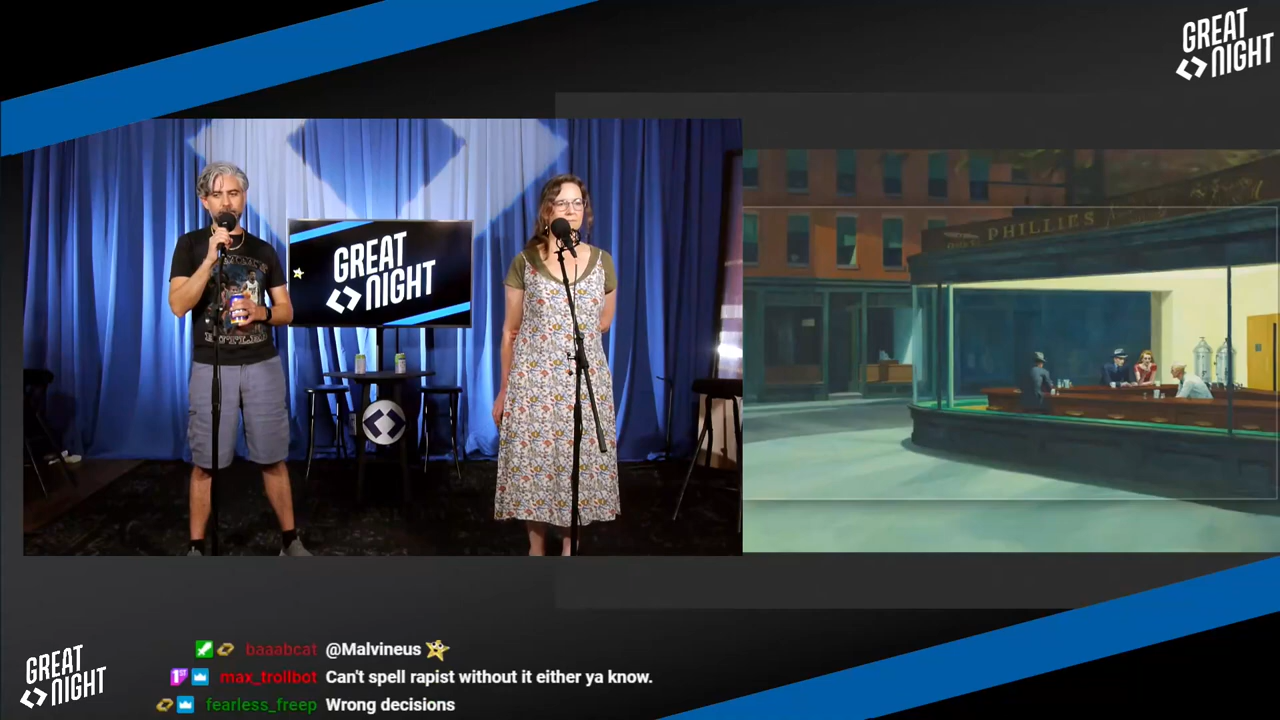 GREAT
NIGHT
PHILLIES
GREAT
NIGHT
GREAT
NIGHT
baaabcat @Malvineus
1ST max_trollbot Can't spell rapist without it either ya know.
fearless_freep Wrong decisions